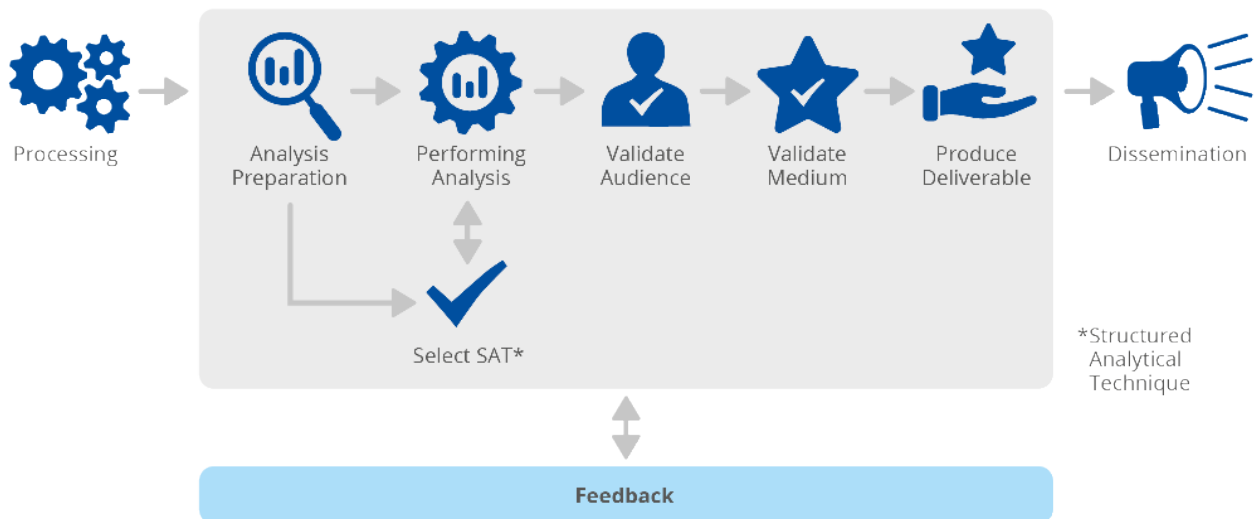 Processing
Analysis
Preparation
Performing
Analysis
Validate
Audience
Validate
Medium
Produce
Deliverable
Dissemination
Select SAT*
*Structured
Analytical
Technique
Feedback